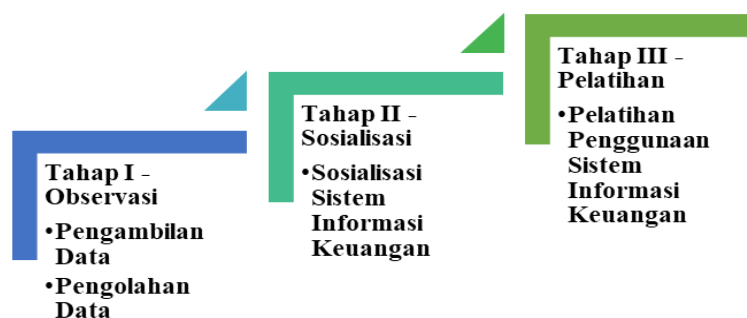 Tahap I -
Observasi
•Pengambilan
Data
•Pengolahan
Data
Tahap II -
Sosialisasi
•Sosialisasi
Sistem
Informasi
Keuangan
Tahap III -
Pelatihan
•Pelatihan
Penggunaan
Sistem
Informasi
Keuangan